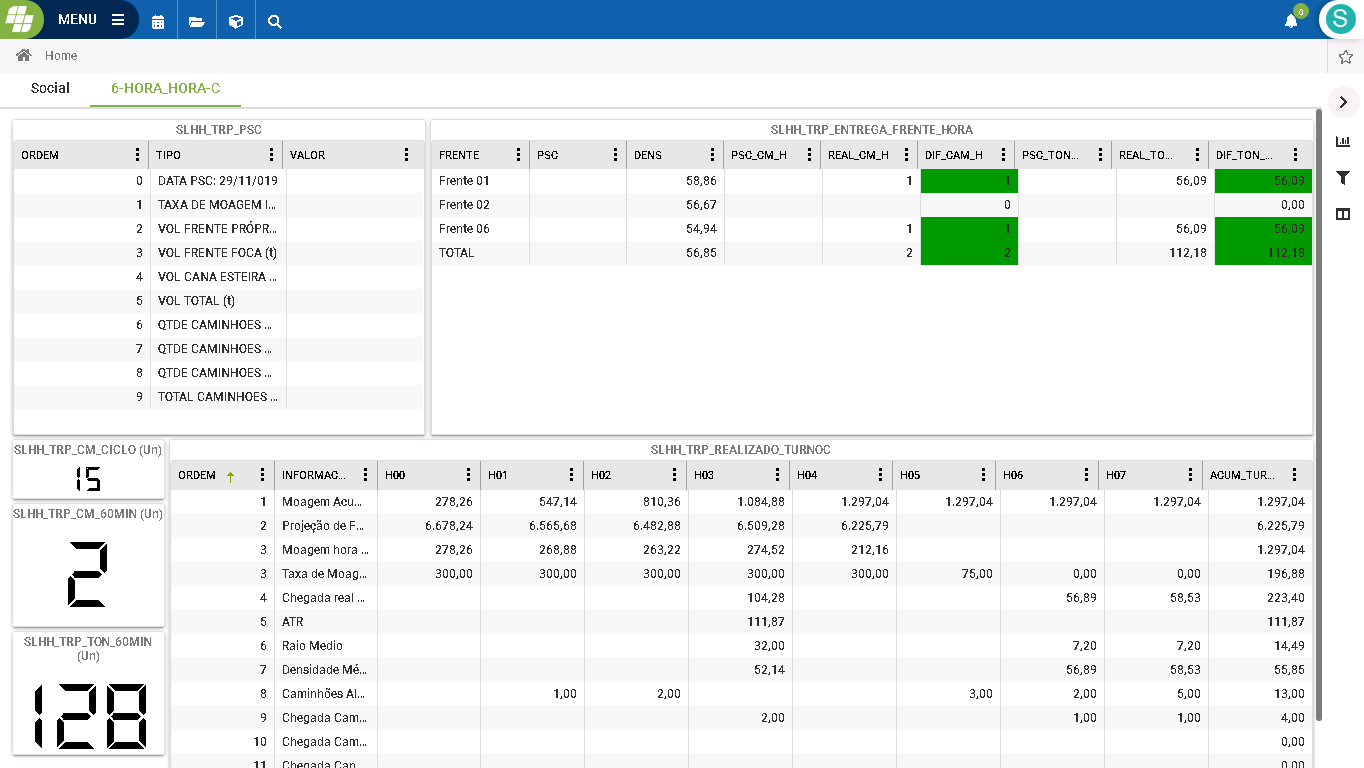 MENU
0
S
Home
Social 6-HORA_HORA-C
SLHH_TRP_PSC
ORDEM TIPO VALOR
0 DATA PSC: 29/11/019
1 TAXA DE MOAGEM I...
2 VOL FRENTE PRÓPR...
3 VOL FRENTE FOCA (t)
4 VOL CANA ESTEIRA ...
5 VOL TOTAL (t)
6 QTDE CAMINHOES ...
7 QTDE CAMINHOES ...
8 QTDE CAMINHOES ...
9 TOTAL CAMINHOES ...
SLHH_TRP_ENTREGA_FRENTE_HORA
FRENTE PSC DENS PSC_CM_H REAL_CM_H DIF_CAM_H PSC_TON... REAL_TO... DIF_TON_...
Frente 01 58,86 1 1 56,09 56,09
Frente 02 56,67 0 0,00
Frente 06 54,94 1 1 56,09 56,09
TOTAL 56,85 2 2 112,18 112,18
SLHH_TRP_CM_CICLO (Un)
15
SLHH_TRP_CM_60MIN (Un)
2
SLHH_TRP_TON_60MIN
(Un)
128
SLHH_TRP_REALIZADO_TURNOC
ORDEM INFORMAC... H00 H01 H02 H03 H04 H05 H06 H07 ACUM_TUR...
1 Moagem Acu... 278,26 547,14 810,36 1.084,88 1.297,04 1.297,04 1.297,04 1.297,04 1.297,04
2 Projeção de F... 6.678,24 6.565,68 6.482,88 6.509,28 6.225,79 6.225,79
3 Moagem hora ... 278,26 268,88 263,22 274,52 212,16 1.297,04
3 Taxa de Moag... 300,00 300,00 300,00 300,00 300,00 75,00 0,00 0,00 196,88
4 Chegada real ... 104,28 56,89 58,53 223,40
5 ATR 111,87 111,87
6 Raio Medio 32,00 7,20 7,20 14,49
7 Densidade Mé... 52,14 56,89 58,53 55,85
8 Caminhões Al... 1,00 2,00 3,00 2,00 5,00 13,00
9 Chegada Cam... 2,00 1,00 1,00 4,00
10 Chegada Cam... 0,00
11 Chegada Can... 0,00